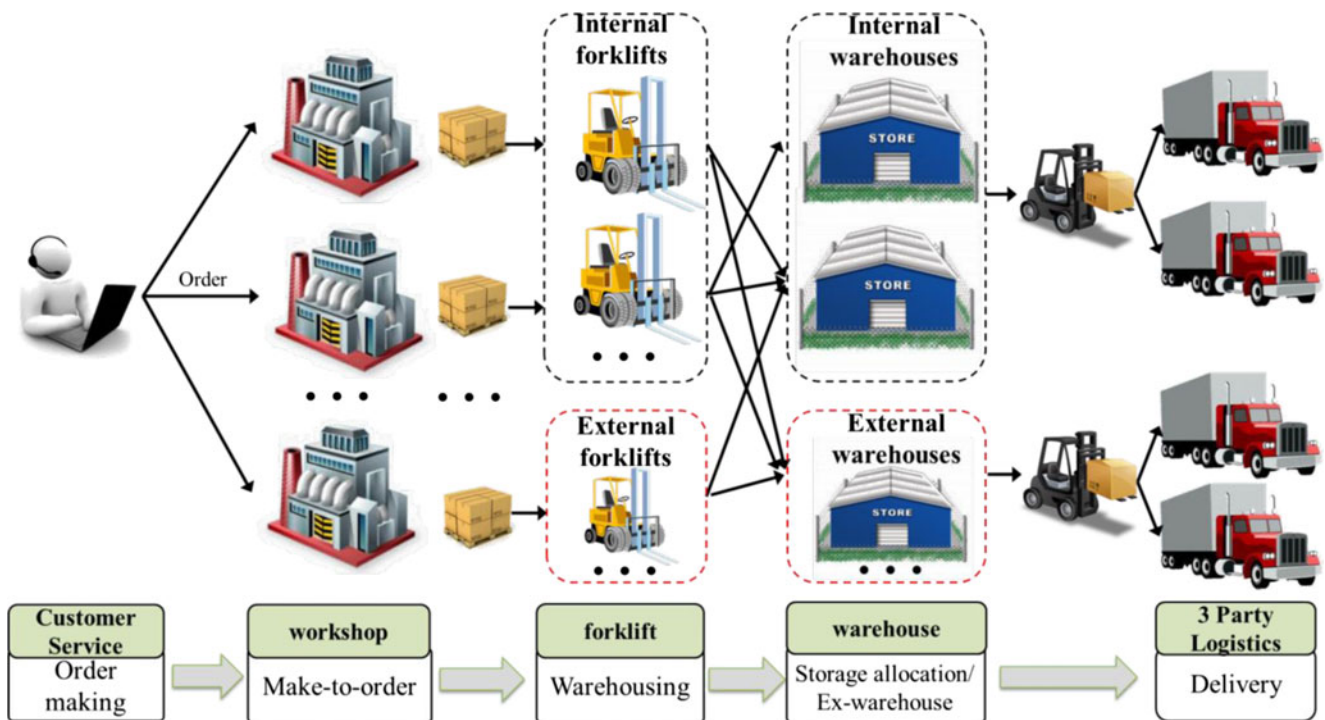 Internal
forklifts
Internal
warehouses
STORE
Order
STORE
External
forklifts
External
warehouses
STORE
Customer
Service
Order
making
workshop
Make-to-order
forklift
Warehousing
warehouse
Storage allocation/
Ex-warehouse
3 Party
Logistics
Delivery